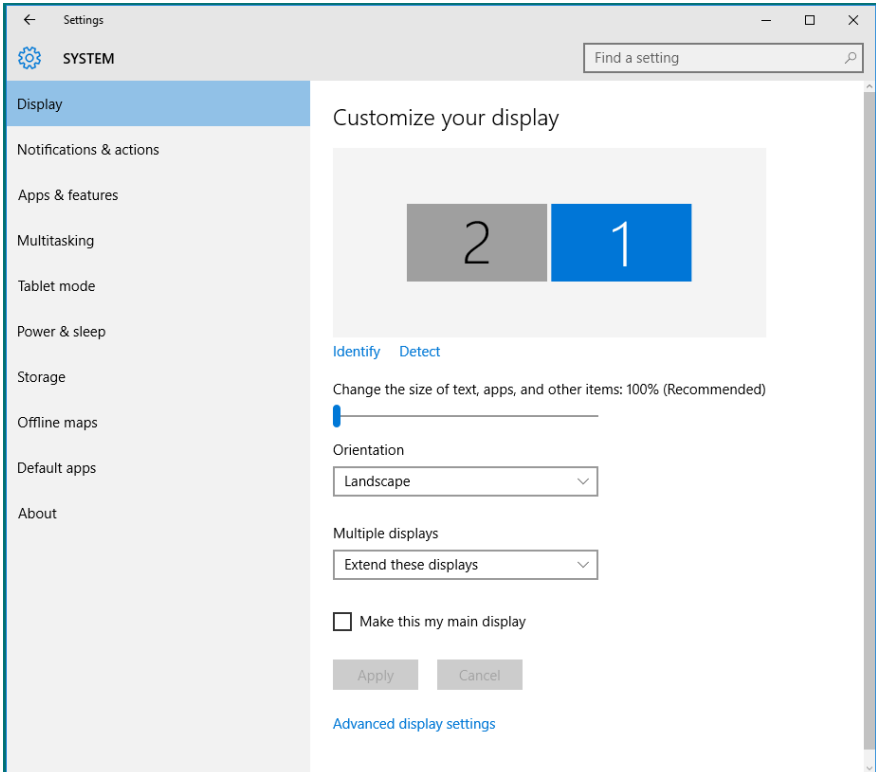 Settings
SYSTEM
Find a setting
Display
Notifications & actions
Apps & features
Multitasking
Tablet mode
Power & sleep
Storage
Offline maps
Default apps
About
Customize your display
2 1
Identify Detect
Change the size of text, apps, and other items: 100% (Recommended)
Orientation
Landscape
Multiple displays
Extend these displays
Make this my main display
Apply Cancel
Advanced display settings